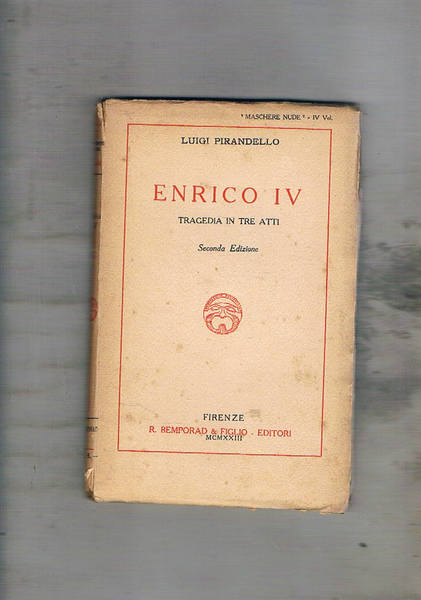 "MASCHERE NUDE" - IV Vol.
LUIGI PIRANDELLO
ENRICO IV
TRAGEDIA IN TRE ATTI
Seconda Edizione
FIRENZE
R. BEMPORAD & FIGLIO - EDITORI
MCMXXIII